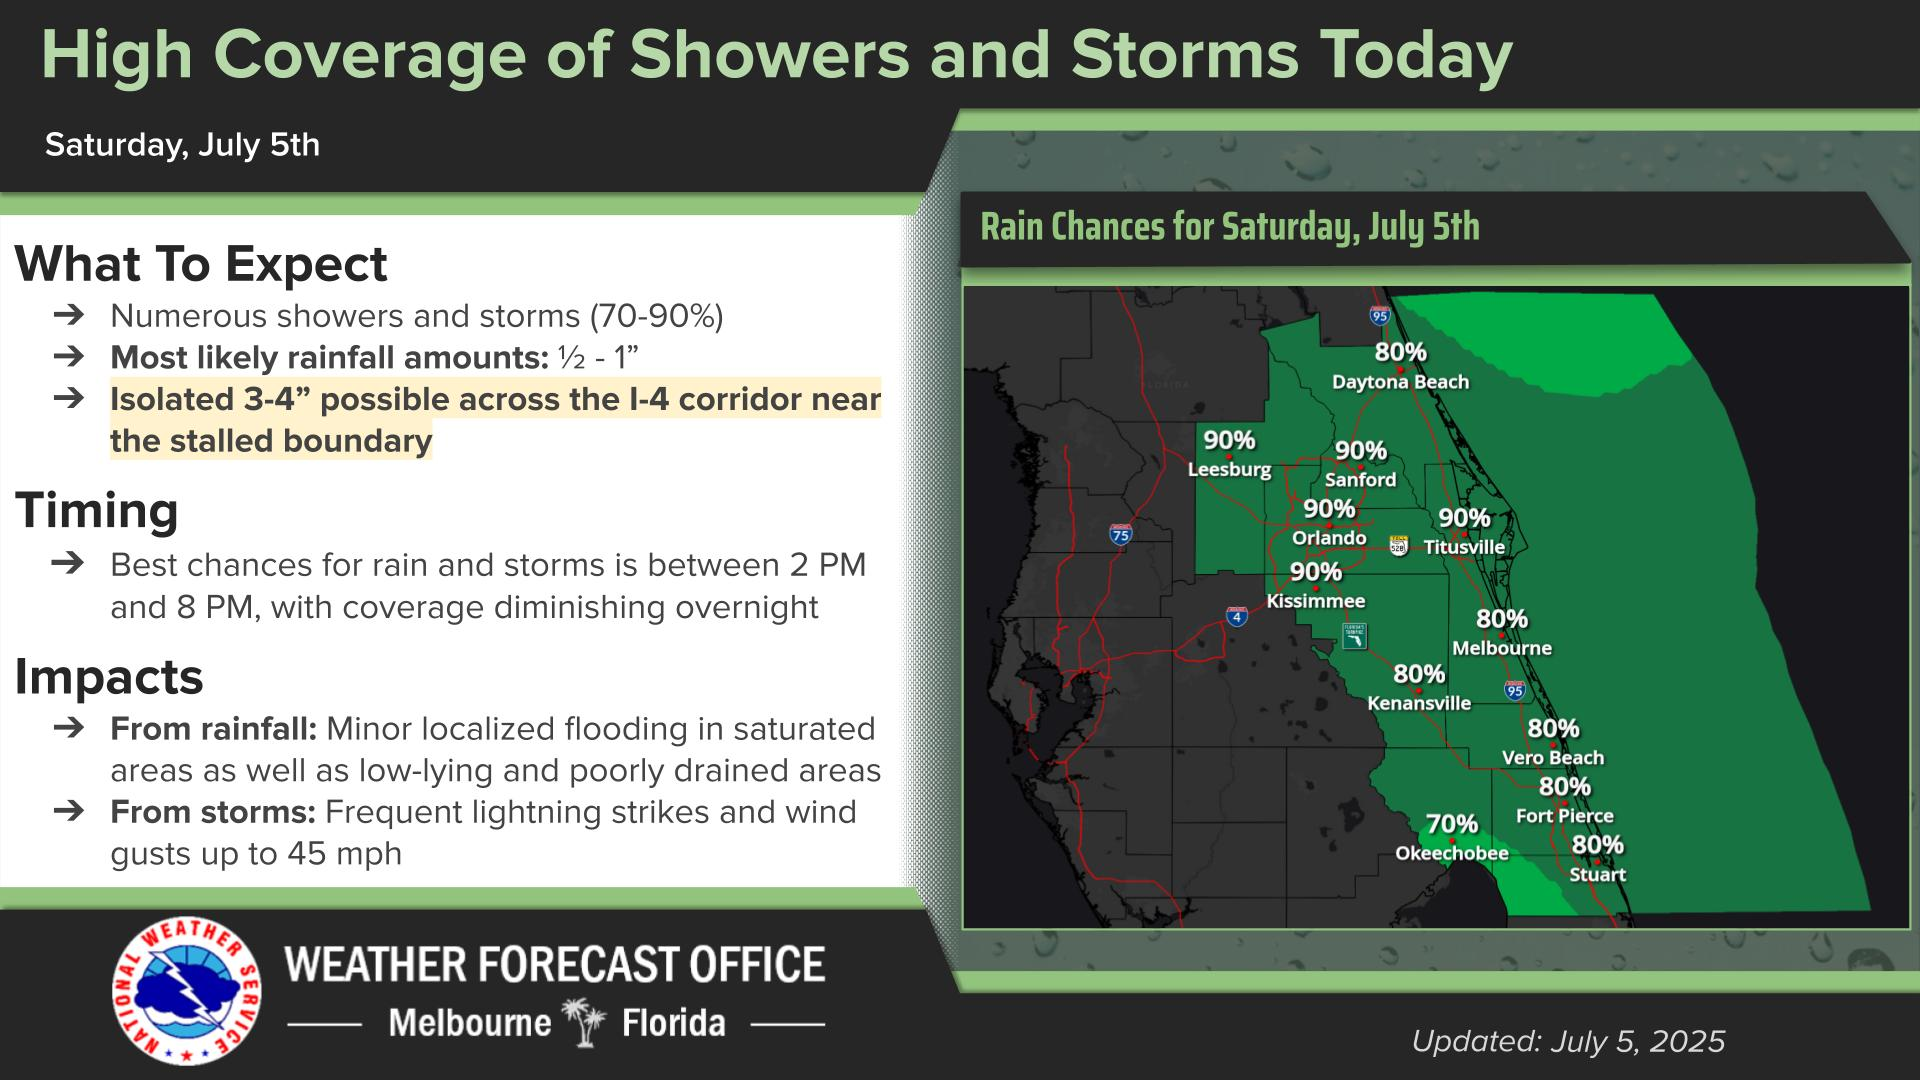 High Coverage of Showers and Storms Today
Saturday, July 5th
What To Expect
➔ Numerous showers and storms (70-90%)
➔ Most likely rainfall amounts: ½ - 1”
➔ Isolated 3-4” possible across the I-4 corridor near
the stalled boundary
Timing
➔ Best chances for rain and storms is between 2 PM
and 8 PM, with coverage diminishing overnight
Impacts
➔ From rainfall: Minor localized flooding in saturated
areas as well as low-lying and poorly drained areas
➔ From storms: Frequent lightning strikes and wind
gusts up to 45 mph
Rain Chances for Saturday, July 5th
95
80%
Daytona Beach
FLORIDA
90%
Leesburg
90%
Sanford
90%
Orlando
90%
Titusville
75
528
90%
Kissimmee
4
80%
Melbourne
80%
Kenansville
95
80%
Vero Beach
80%
Fort Pierce
70%
Okeechobee
80%
Stuart
NATIONAL WEATHER SERVICE
WEATHER FORECAST OFFICE
Melbourne Florida
Updated: July 5, 2025